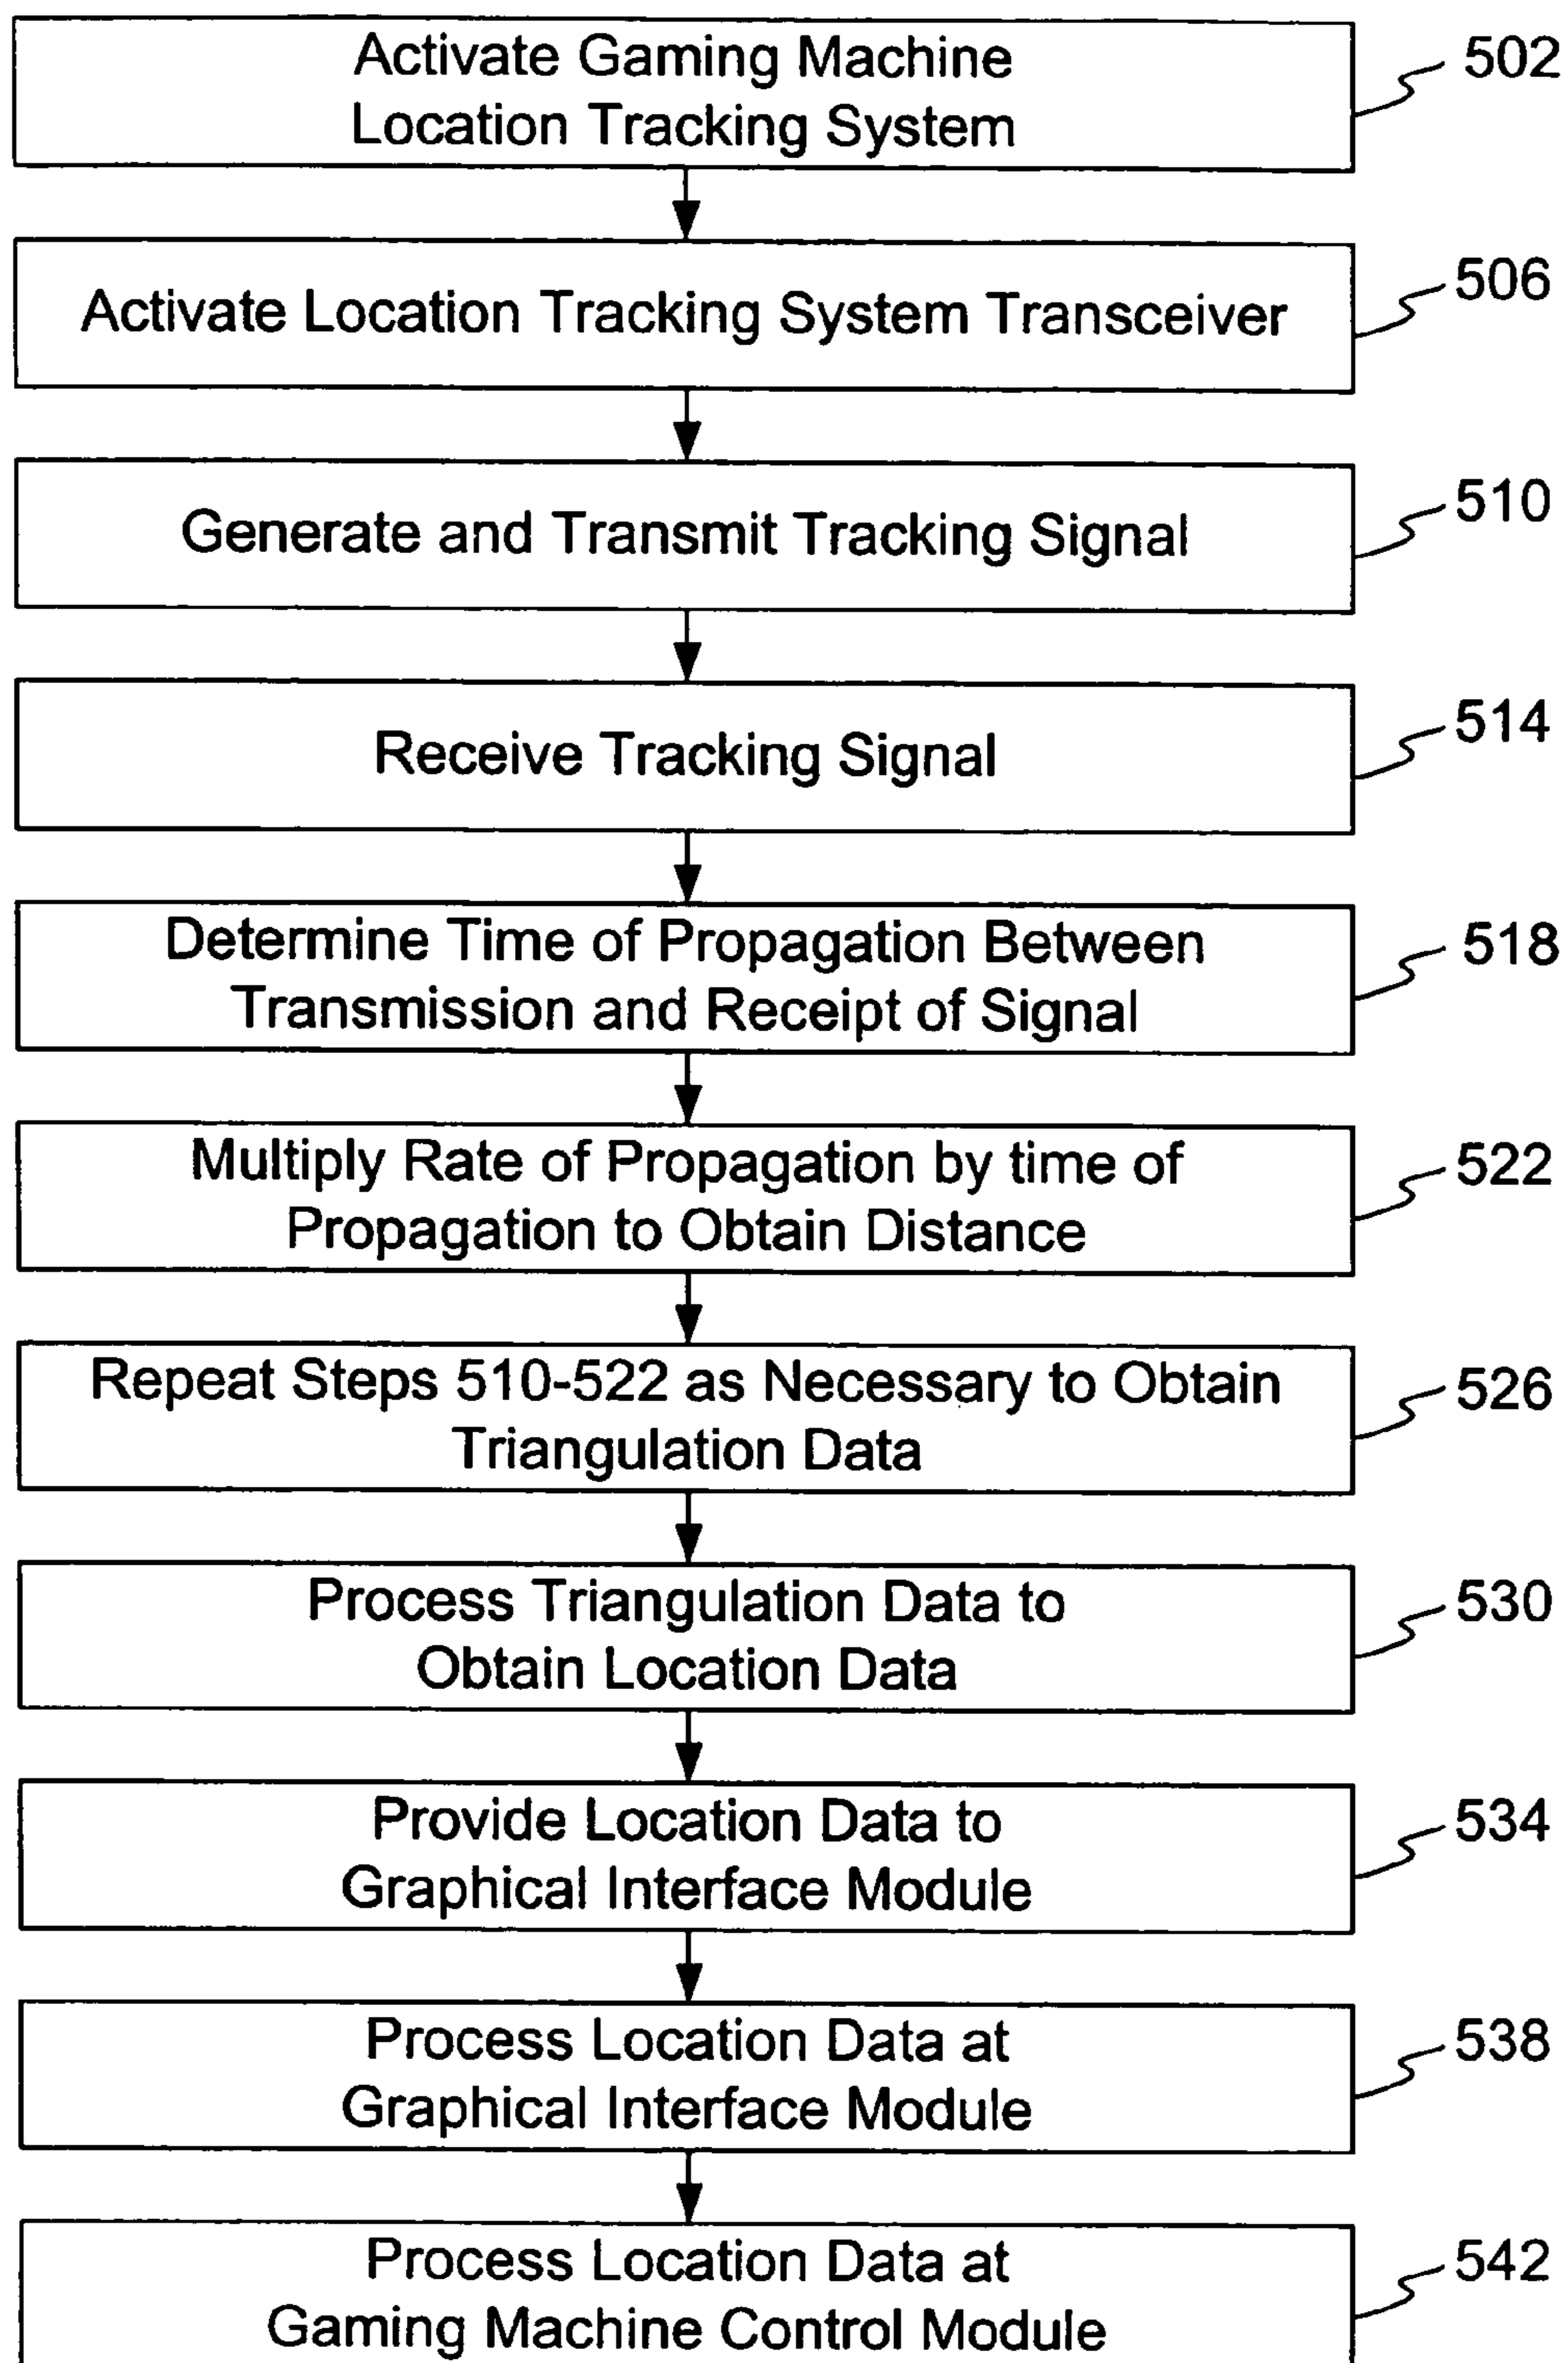 Activate Gaming Machine
Location Tracking System
502
Activate Location Tracking System Transceiver
506
Generate and Transmit Tracking Signal
510
Receive Tracking Signal
514
Determine Time of Propagation Between
Transmission and Receipt of Signal
518
Multiply Rate of Propagation by time of
Propagation to Obtain Distance
522
Repeat Steps 510-522 as Necessary to Obtain
Triangulation Data
526
Process Triangulation Data to
Obtain Location Data
530
Provide Location Data to
Graphical Interface Module
534
Process Location Data at
Graphical Interface Module
538
Process Location Data at
Gaming Machine Control Module
542